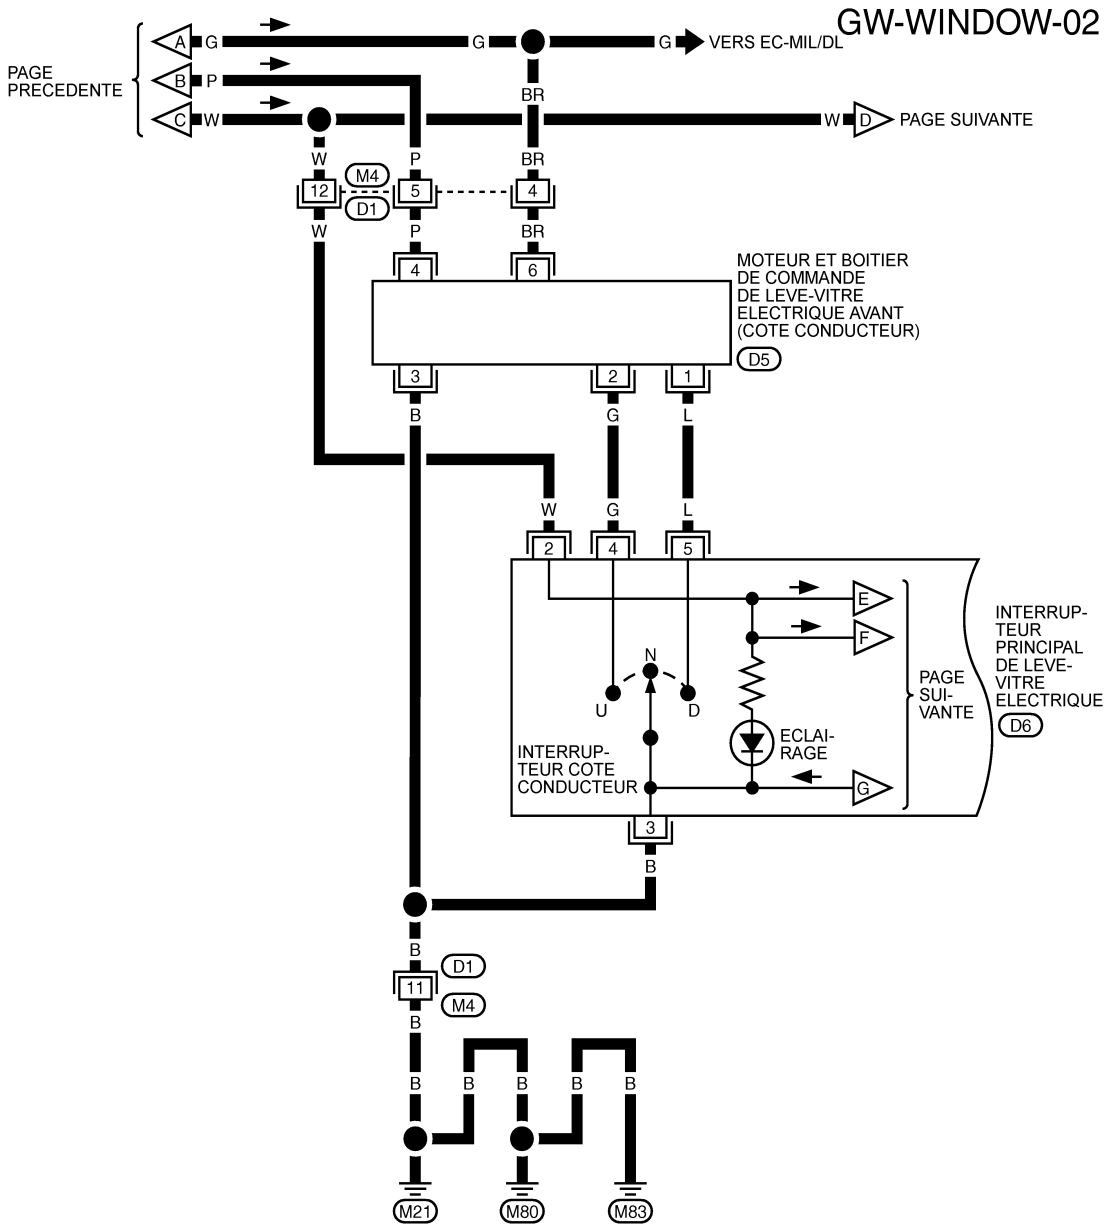 GW-WINDOW-02
A G G G VERS EC-MIL/DL
PAGE
PRECEDENTE
B P
BR
C W W D PAGE SUIVANTE
W P BR
M4
12 5 4
D1
W P BR
4 6
MOTEUR ET BOITIER
DE COMMANDE
DE LEVE-VITRE
ELECTRIQUE AVANT
(COTE CONDUCTEUR)
D5
3 2 1
B G L
W G L
2 4 5
E
F
INTERRUP-
TEUR
PRINCIPAL
DE LEVE-
VITRE
ELECTRIQUE
D6
N
U D
PAGE
SUI-
VANTE
ECLAI-
RAGE
INTERRUP-
TEUR COTE
CONDUCTEUR
G
3
B
B
D1
11
M4
B
B B B B B
M21 M80 M83